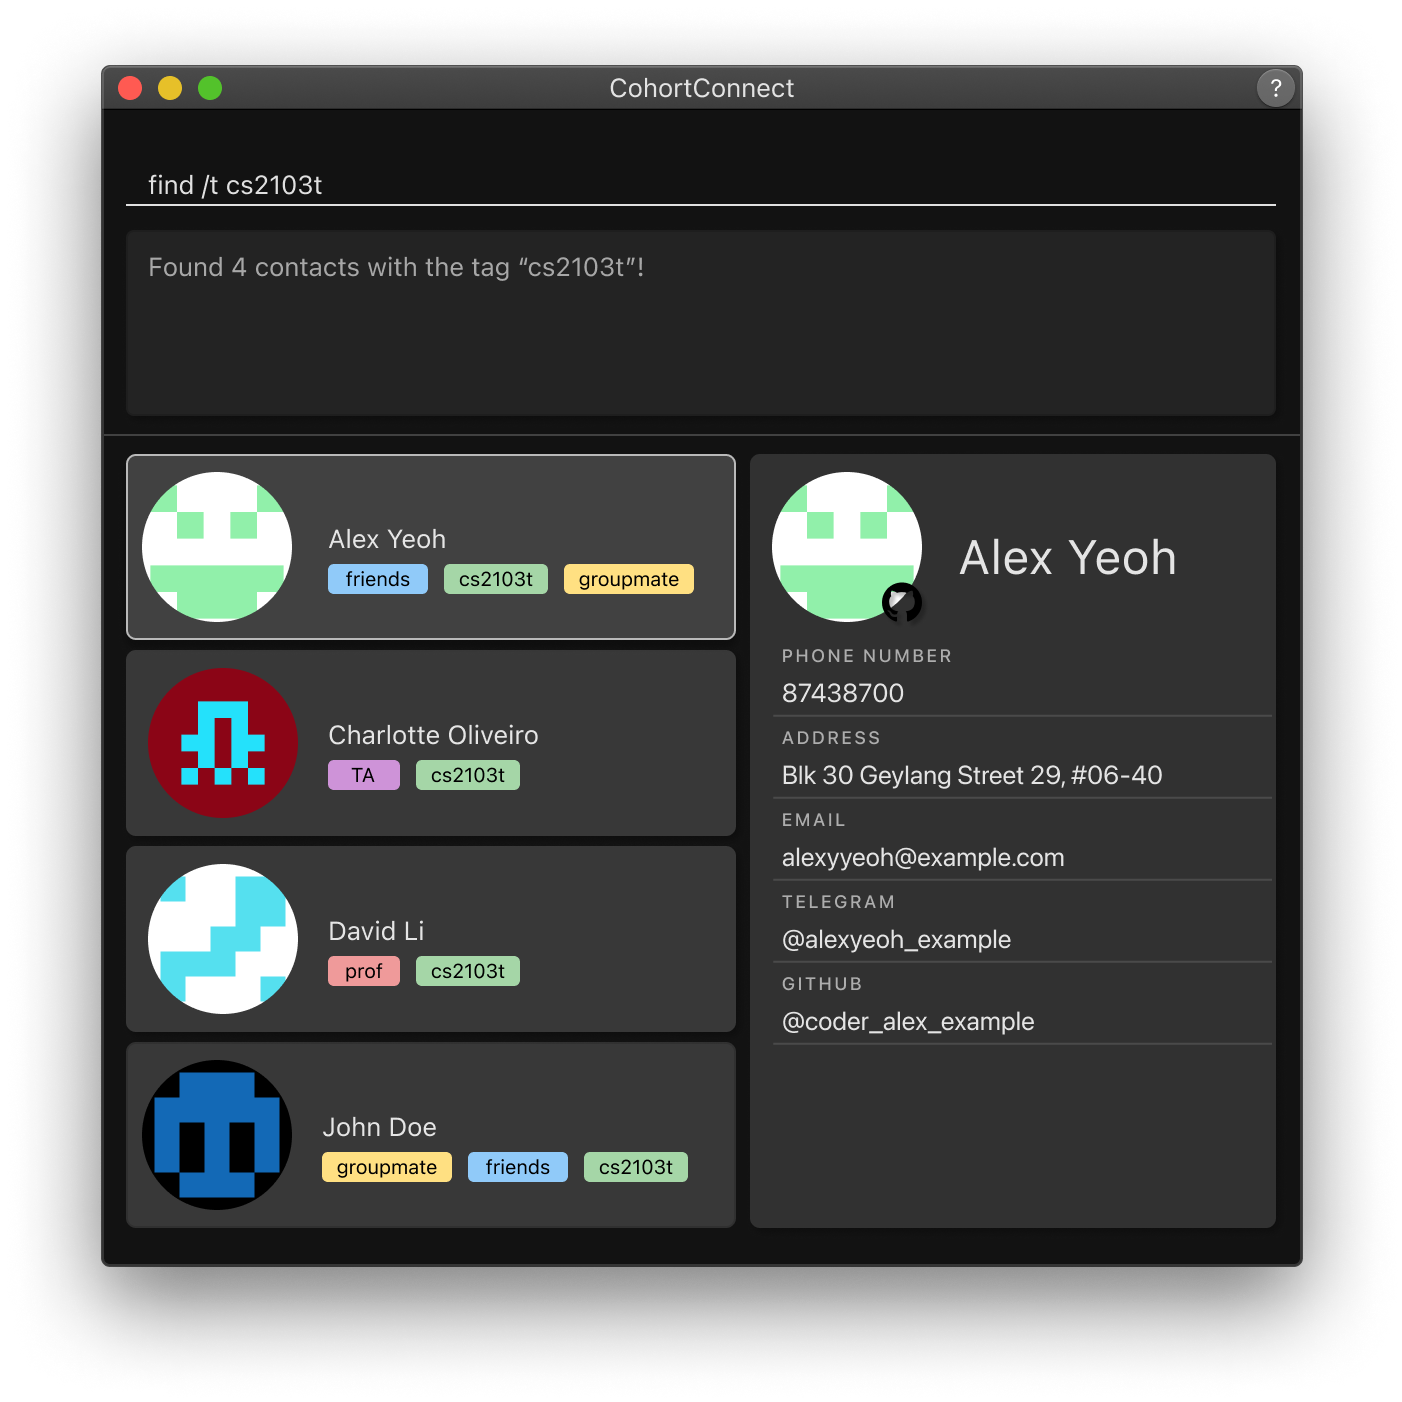 CohortConnect
?
find /t cs2103t
Found 4 contacts with the tag “cs2103t”!
Alex Yeoh
friends cs2103t groupmate
Charlotte Oliveiro
TA cs2103t
David Li
prof cs2103t
John Doe
groupmate friends cs2103t
Alex Yeoh
PHONE NUMBER
87438700
ADDRESS
Blk 30 Geylang Street 29, #06-40
EMAIL
alexyyeoh@example.com
TELEGRAM
@alexyeoh_example
GITHUB
@coder_alex_example